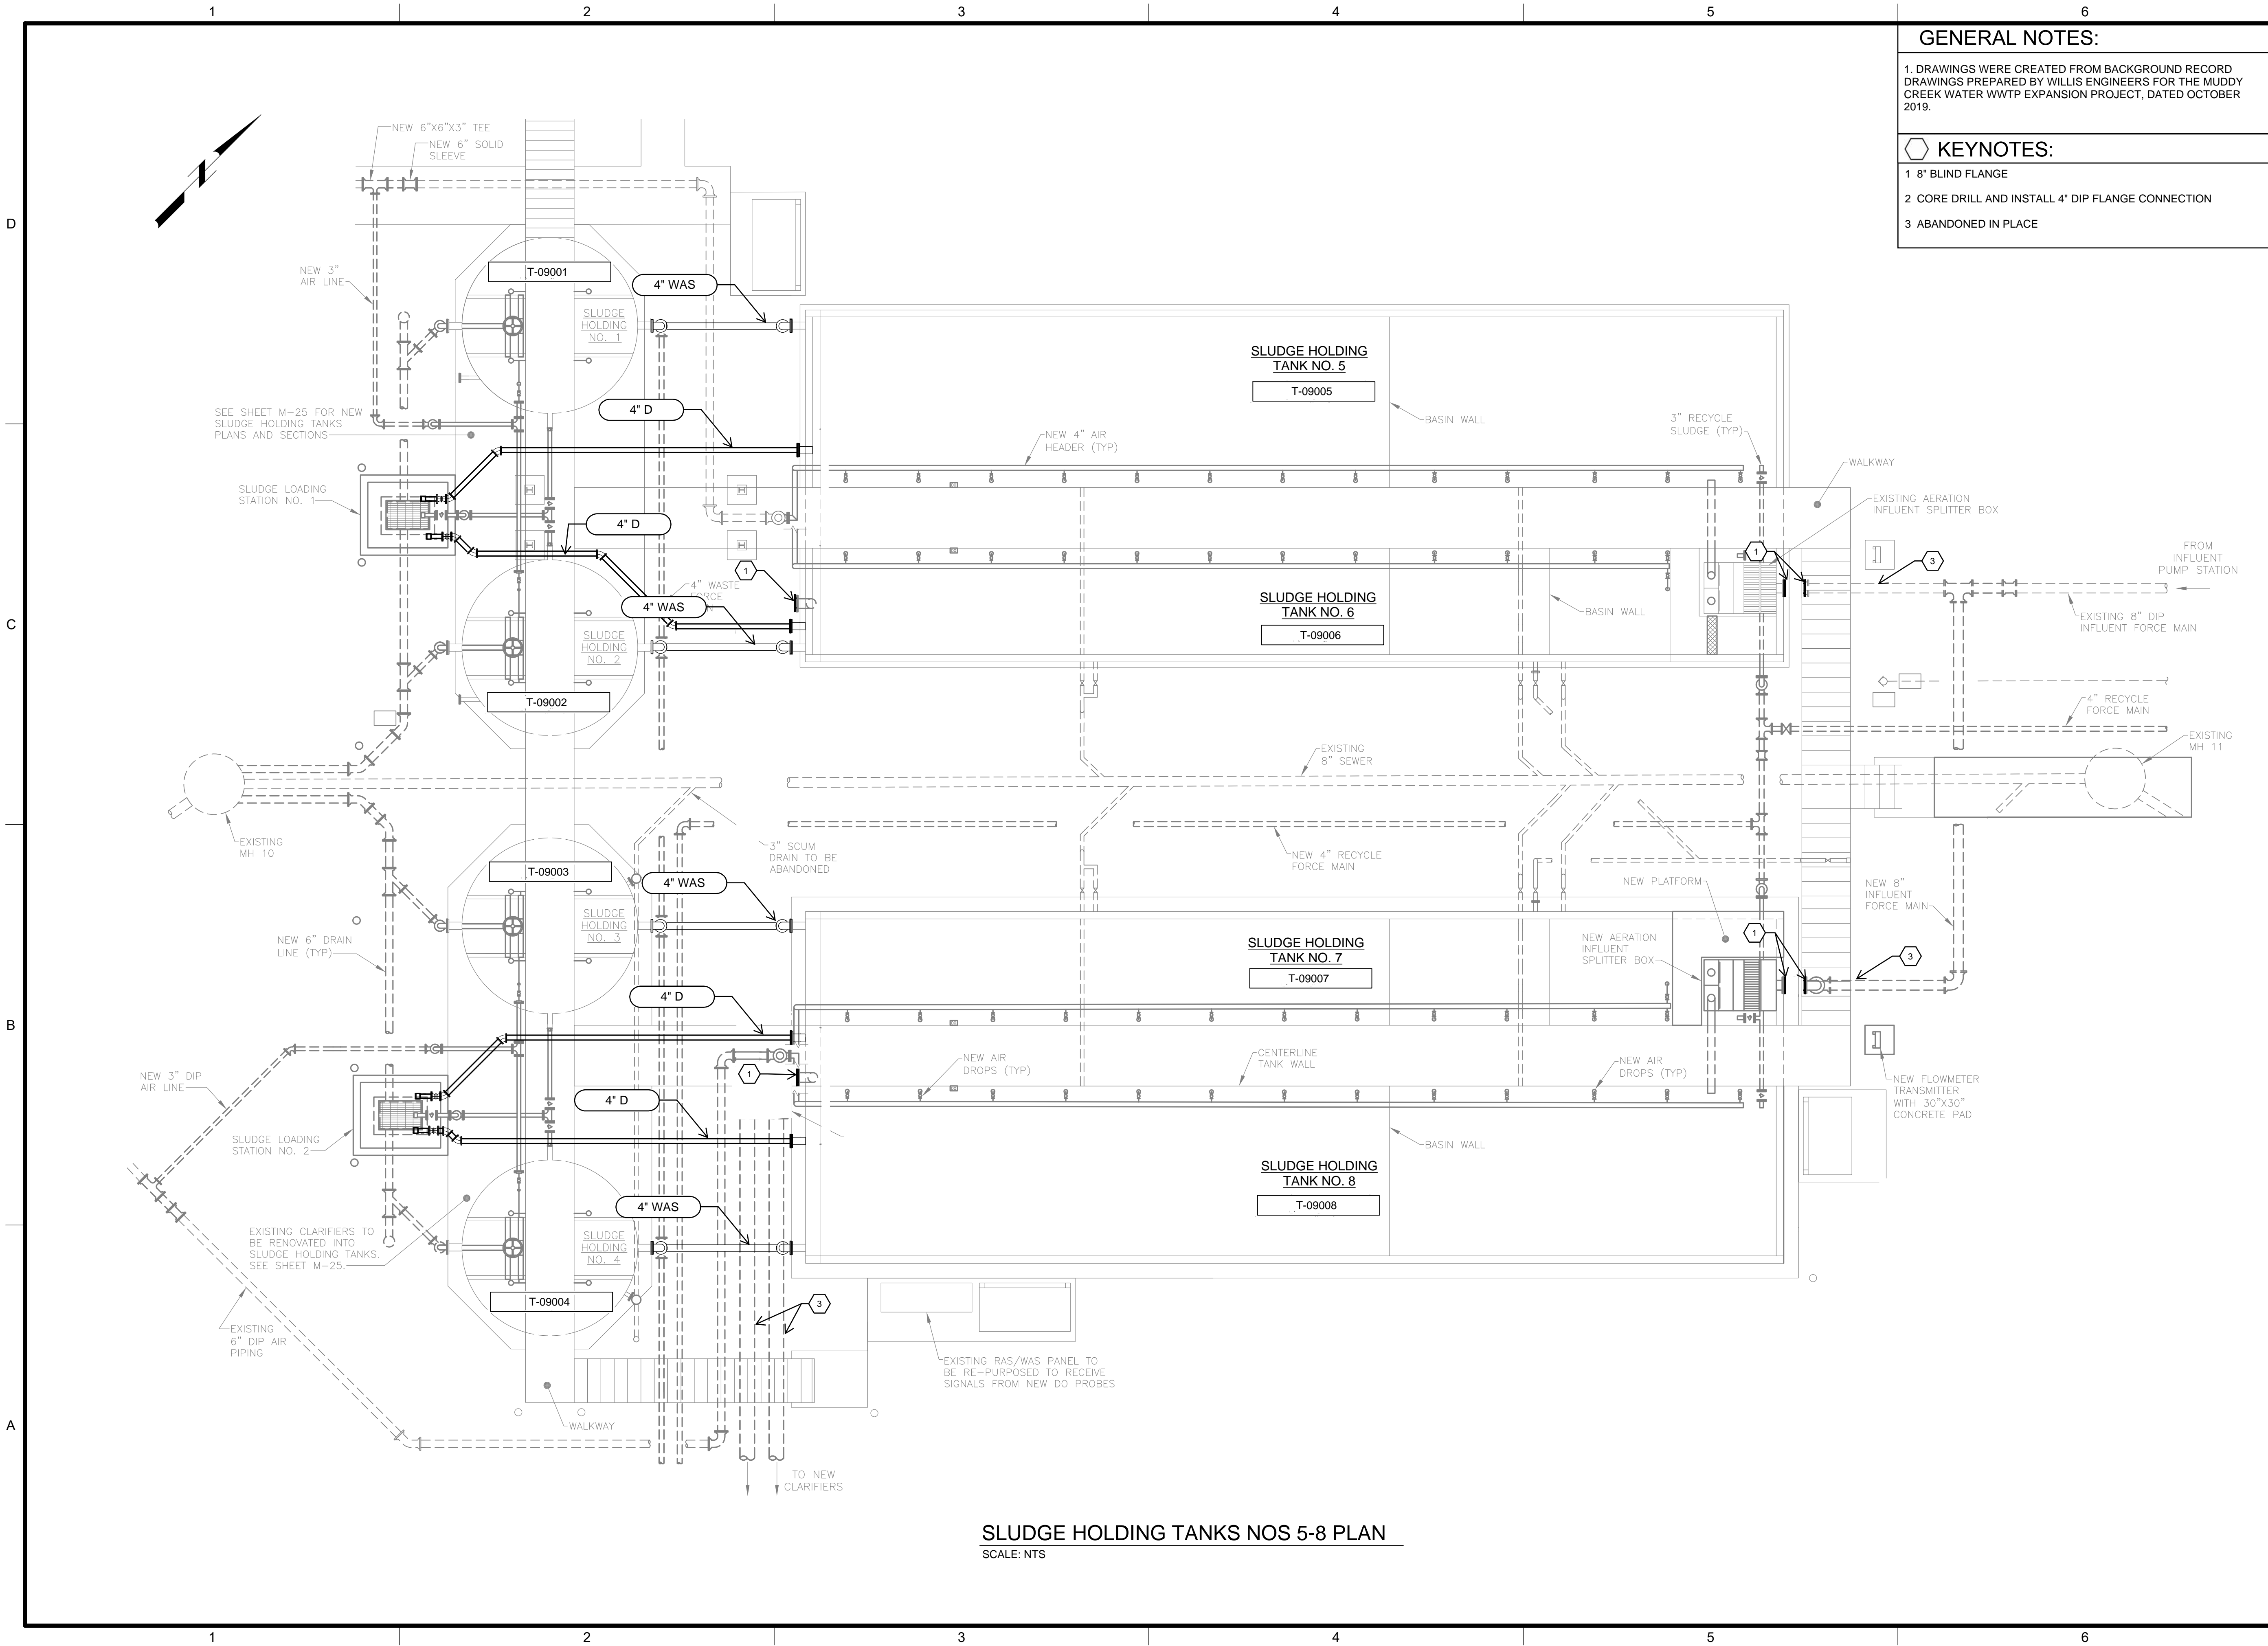 1 2 3 4 5 6
D
C
B
A
GENERAL NOTES:
1. DRAWINGS WERE CREATED FROM BACKGROUND RECORD
DRAWINGS PREPARED BY WILLIS ENGINEERS FOR THE MUDDY
CREEK WATER WWTP EXPANSION PROJECT, DATED OCTOBER
2019.
KEYNOTES:
1 8" BLIND FLANGE
2 CORE DRILL AND INSTALL 4" DIP FLANGE CONNECTION
3 ABANDONED IN PLACE
NEW 6"X6"X3" TEE
NEW 6" SOLID
SLEEVE
NEW 3"
AIR LINE
T-09001
4" WAS
SLUDGE
HOLDING
NO. 1
SLUDGE HOLDING
TANK NO. 5
T-09005
4" D
SEE SHEET M-25 FOR NEW
SLUDGE HOLDING TANKS
PLANS AND SECTIONS
NEW 4" AIR
HEADER (TYP)
BASIN WALL
3" RECYCLE
SLUDGE (TYP)
WALKWAY
SLUDGE LOADING
STATION NO. 1
EXISTING AERATION
INFLUENT SPLITTER BOX
4" D
1
1
3
FROM
INFLUENT
PUMP STATION
4" WASTE
FORCE
4" WAS
SLUDGE HOLDING
TANK NO. 6
T-09006
BASIN WALL
EXISTING 8" DIP
INFLUENT FORCE MAIN
SLUDGE
HOLDING
NO. 2
T-09002
4" RECYCLE
FORCE MAIN
EXISTING
8" SEWER
EXISTING
MH 11
EXISTING
MH 10
3" SCUM
DRAIN TO BE
ABANDONED
NEW 4" RECYCLE
FORCE MAIN
T-09003
4" WAS
NEW PLATFORM
NEW 8"
INFLUENT
FORCE MAIN
SLUDGE
HOLDING
NO. 3
NEW 6" DRAIN
LINE (TYP)
SLUDGE HOLDING
TANK NO. 7
T-09007
NEW AERATION
INFLUENT
SPLITTER BOX
1
3
4" D
NEW 3" DIP
AIR LINE
1
NEW AIR
DROPS (TYP)
CENTERLINE
TANK WALL
NEW AIR
DROPS (TYP)
NEW FLOWMETER
TRANSMITTER
WITH 30"X30"
CONCRETE PAD
4" D
SLUDGE LOADING
STATION NO. 2
BASIN WALL
SLUDGE HOLDING
TANK NO. 8
T-09008
4" WAS
EXISTING CLARIFIERS TO
BE RENOVATED INTO
SLUDGE HOLDING TANKS.
SEE SHEET M-25.
SLUDGE
HOLDING
NO. 4
T-09004
3
EXISTING
6" DIP AIR
PIPING
EXISTING RAS/WAS PANEL TO
BE RE-PURPOSED TO RECEIVE
SIGNALS FROM NEW DO PROBES
WALKWAY
TO NEW
CLARIFIERS
SLUDGE HOLDING TANKS NOS 5-8 PLAN
SCALE: NTS
1 2 3 4 5 6